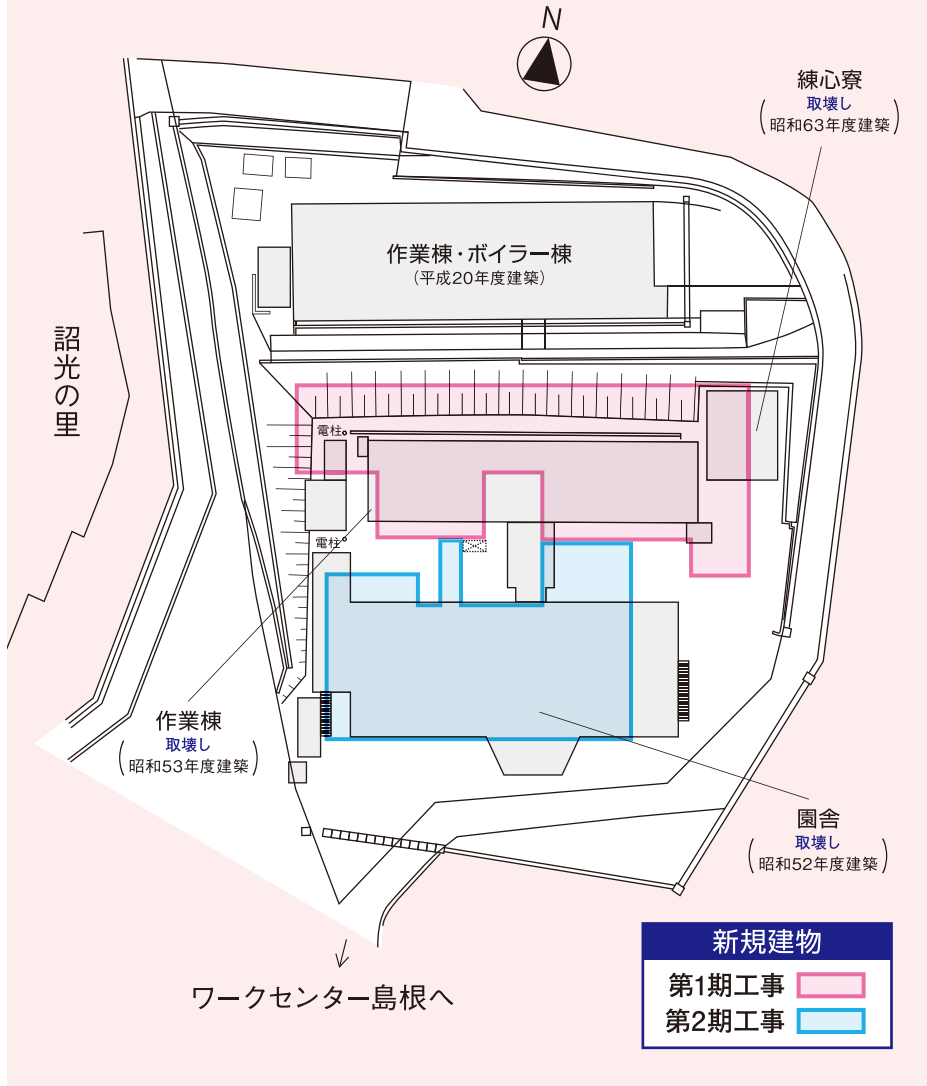 N
練心寮
取壊し
(昭和63年度建築)
作業棟・ボイラー棟
(平成20年度建築)
詔光の里
電柱
電柱
作業棟
取壊し
(昭和53年度建築)
園舎
取壊し
(昭和52年度建築)
ワークセンター島根へ
新規建物
第1期工事
第2期工事